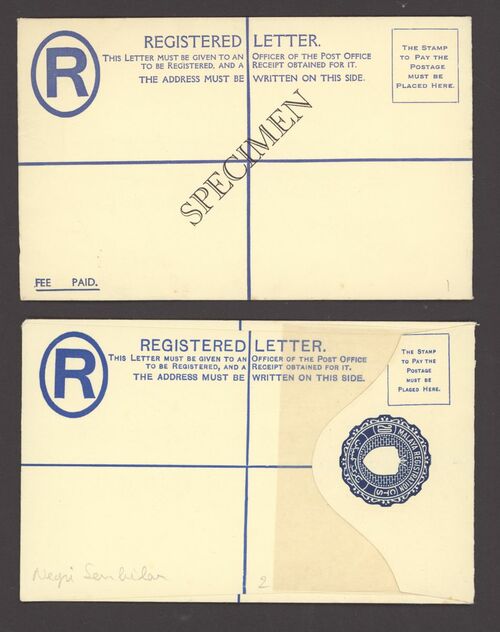 R
REGISTERED LETTER.
THIS LETTER MUST BE GIVEN TO AN OFFICER OF THE POST OFFICE
TO BE REGISTERED, AND A RECEIPT OBTAINED FOR IT.
THE ADDRESS MUST BE WRITTEN ON THIS SIDE.
THE STAMP
TO PAY THE
POSTAGE
MUST BE
PLACED HERE.
SPECIMEN
FEE PAID.
1
R
REGISTERED LETTER.
THIS LETTER MUST BE GIVEN TO AN OFFICER OF THE POST OFFICE
TO BE REGISTERED, AND A RECEIPT OBTAINED FOR IT.
THE ADDRESS MUST BE WRITTEN ON THIS SIDE.
THE STAMP
TO PAY THE
POSTAGE
MUST BE
PLACED HERE.
MALAYA REGISTRATION
Negri Sembilan
2